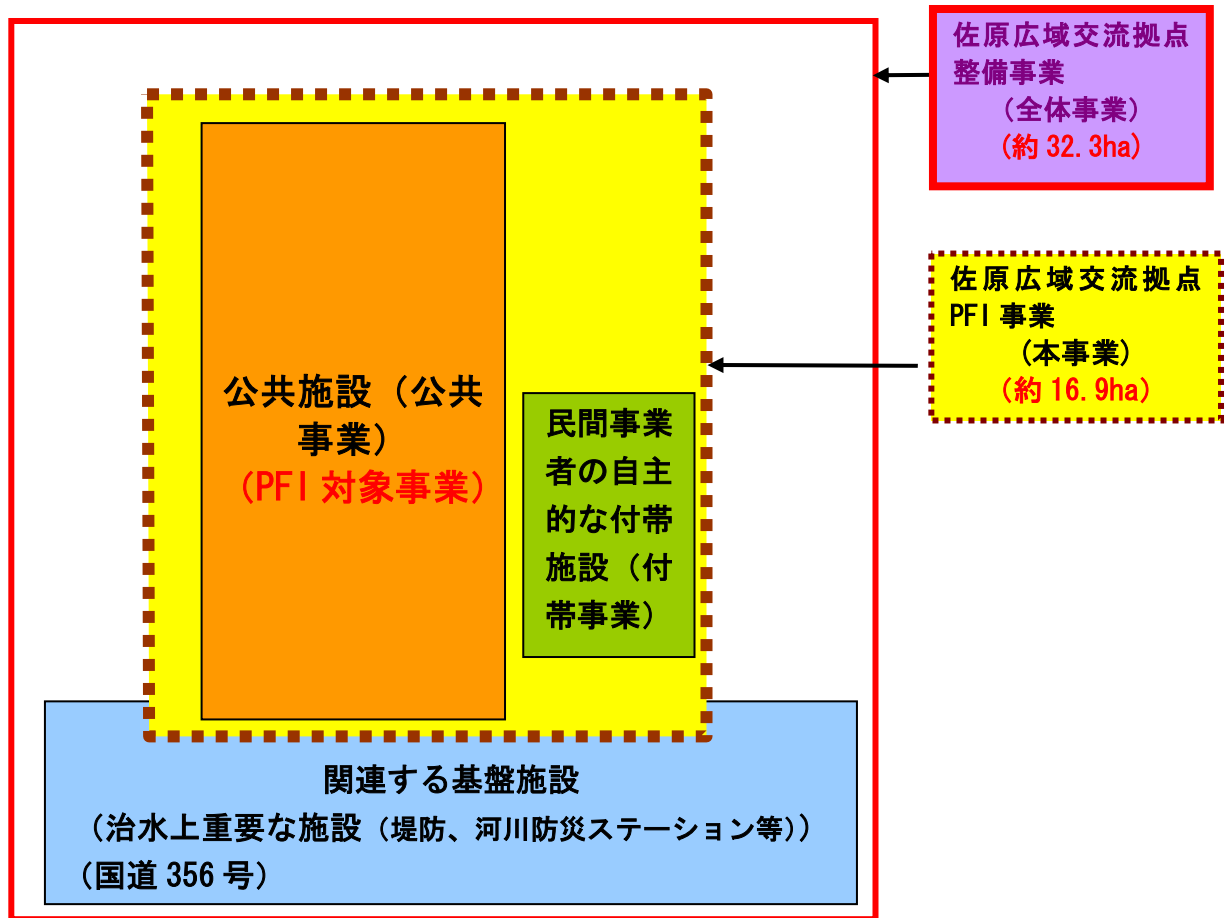 佐原広域交流拠点
整備事業
（全体事業）
（約 32.3ha）
佐原広域交流拠点
PFI 事業
（本事業）
（約 16.9ha）
公共施設（公共
事業）
（PFI 対象事業）
民間事業
者の自主
的な付帯
施設（付
帯事業）
関連する基盤施設
（治水上重要な施設（堤防、河川防災ステーション等））
（国道 356 号）